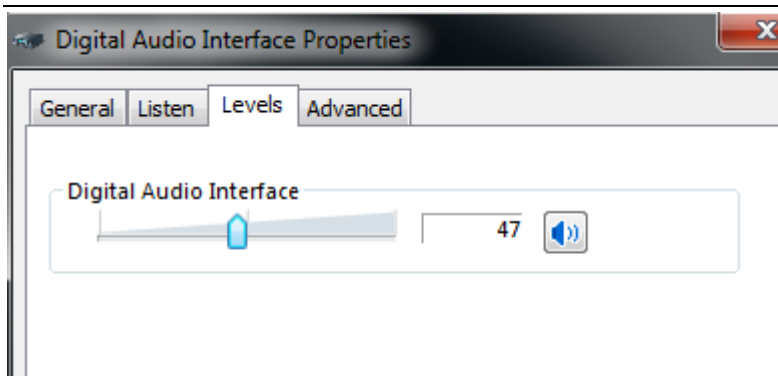 Digital Audio Interface Properties
General Listen Levels Advanced
Digital Audio Interface
47